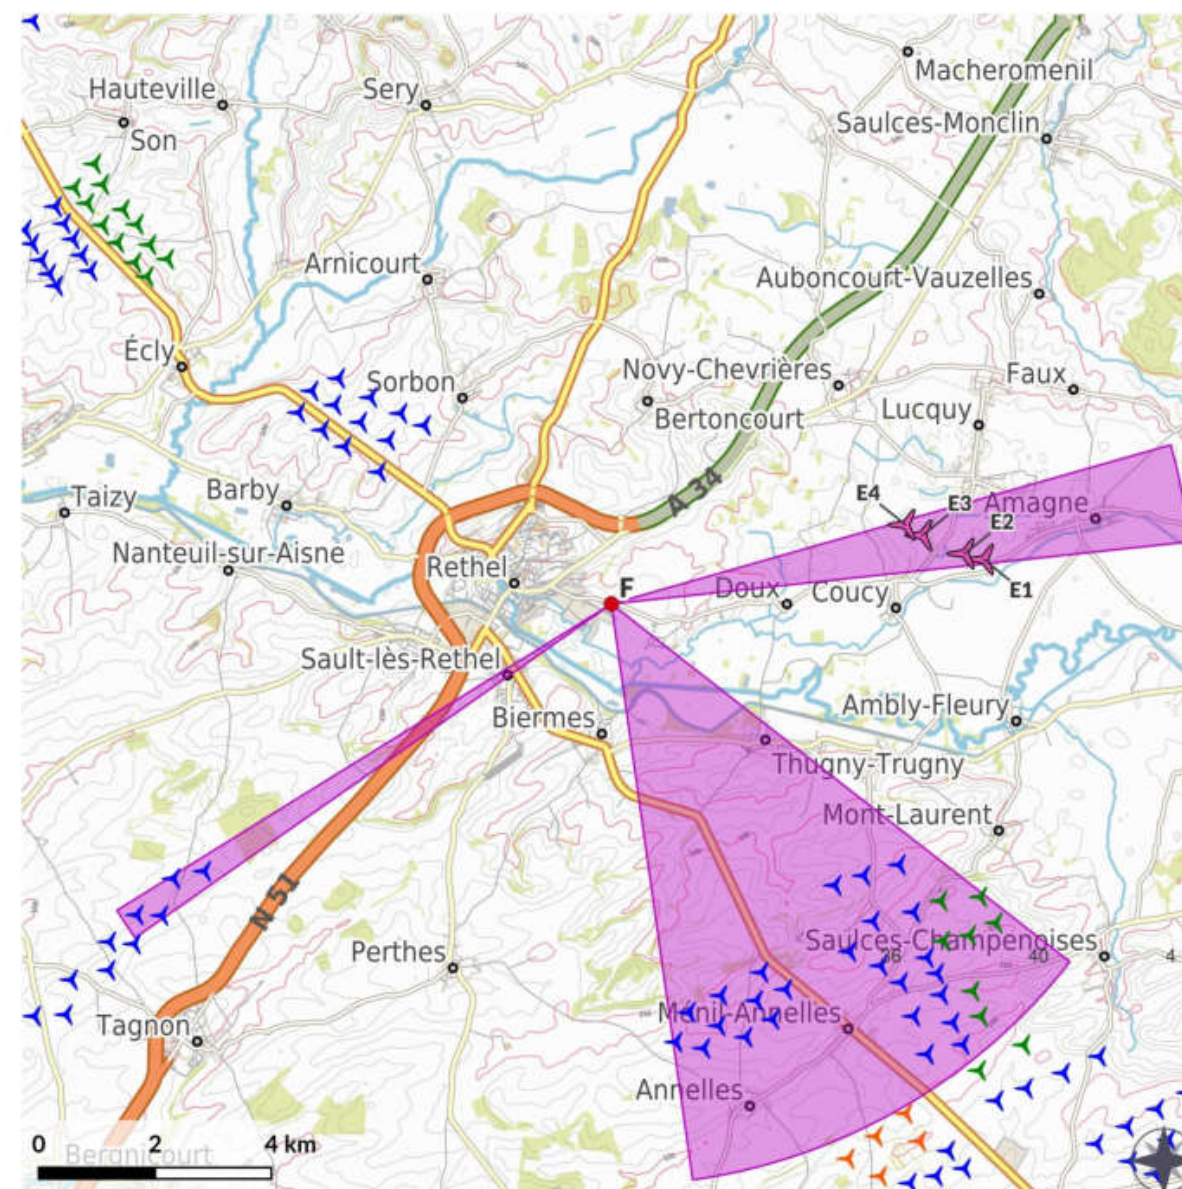 Macheromenil
Hauteville
Sery
Saulces-Monclin
Son
Arnicourt
Auboncourt-Vauzelles
Écly
Sorbon
Novy-Chevrières
Faux
Bertoncourt
Lucquy
A 34
Taizy
Barby
E4
E3
Amagne
E2
Nanteuil-sur-Aisne
Rethel
F
Doux
Coucy
E1
Sault-lès-Rethel
Biermes
Ambly-Fleury
Thugny-Trugny
Mont-Laurent
N 51
Perthes
Saulces-Champenoises
36
40
4
Tagnon
Ménil-Annelles
Annelles
0
2
4 km
Bergnicourt